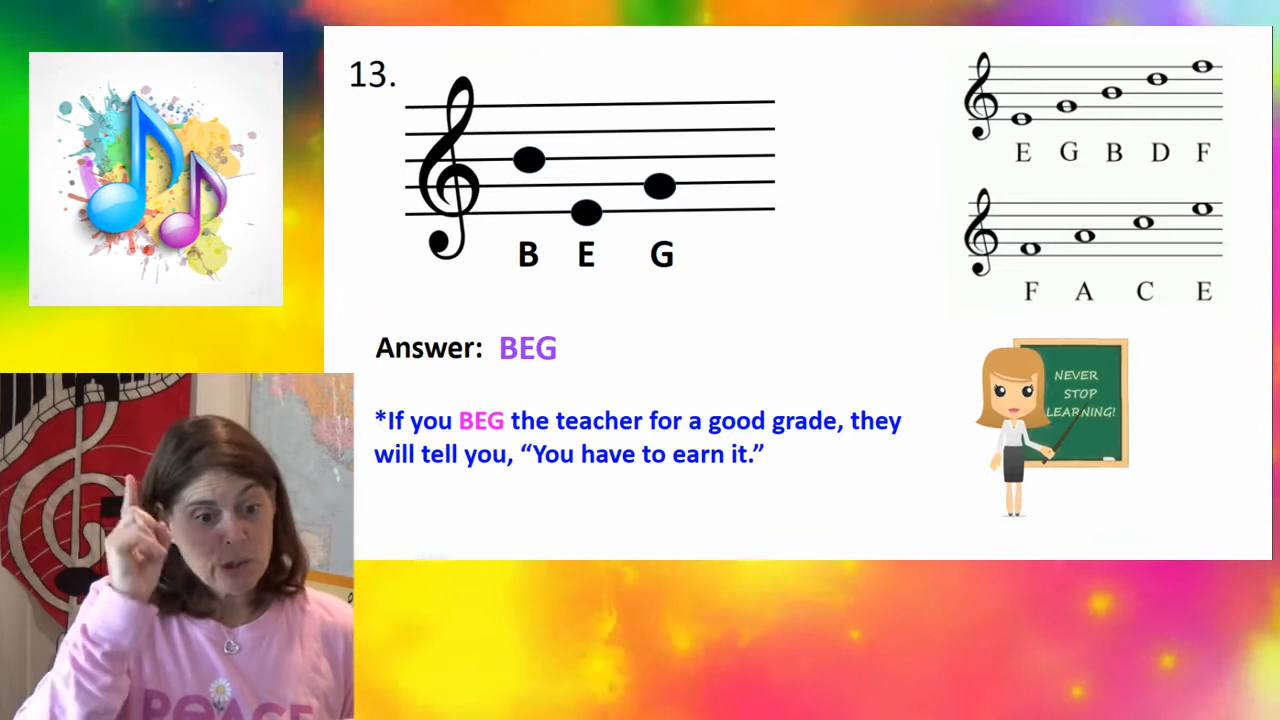 13.
B E G
Answer: BEG
*If you BEG the teacher for a good grade, they
will tell you, “You have to earn it.”
E G B D F
F A C E
NEVER
STOP
LEARNING!
PEACE